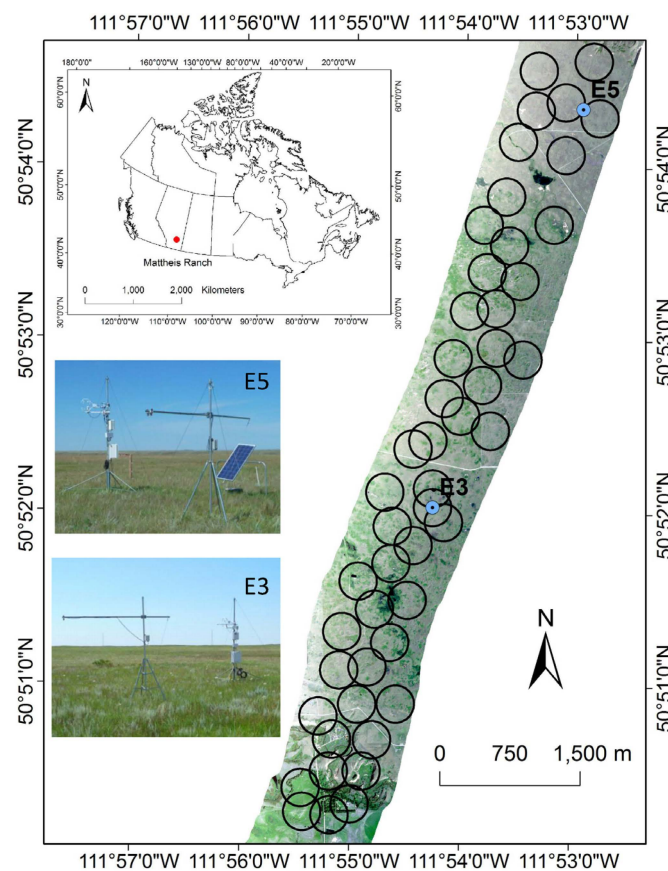 111°57'0"W 111°56'0"W 111°55'0"W 111°54'0"W 111°53'0"W
180°0'0" 160°0'0"W 130°0'0"W 80°0'0"W 40°0'0"W 20°0'0"W
N
60°0'0"N
50°0'0"N
40°0'0"N
30°0'0"N
60°0'0"N
50°0'0"N
40°0'0"N
30°0'0"N
Mattheis Ranch
0 1,000 2,000 Kilometers
120°0'0"W 110°0'0"W 100°0'0"W 90°0'0"W 80°0'0"W 70°0'0"W
E5
50°54'0"N
50°53'0"N
50°52'0"N
50°51'0"N
50°54'0"N
50°53'0"N
50°52'0"N
50°51'0"N
E5
E3
E3
N
0 750 1,500 m
111°57'0"W 111°56'0"W 111°55'0"W 111°54'0"W 111°53'0"W